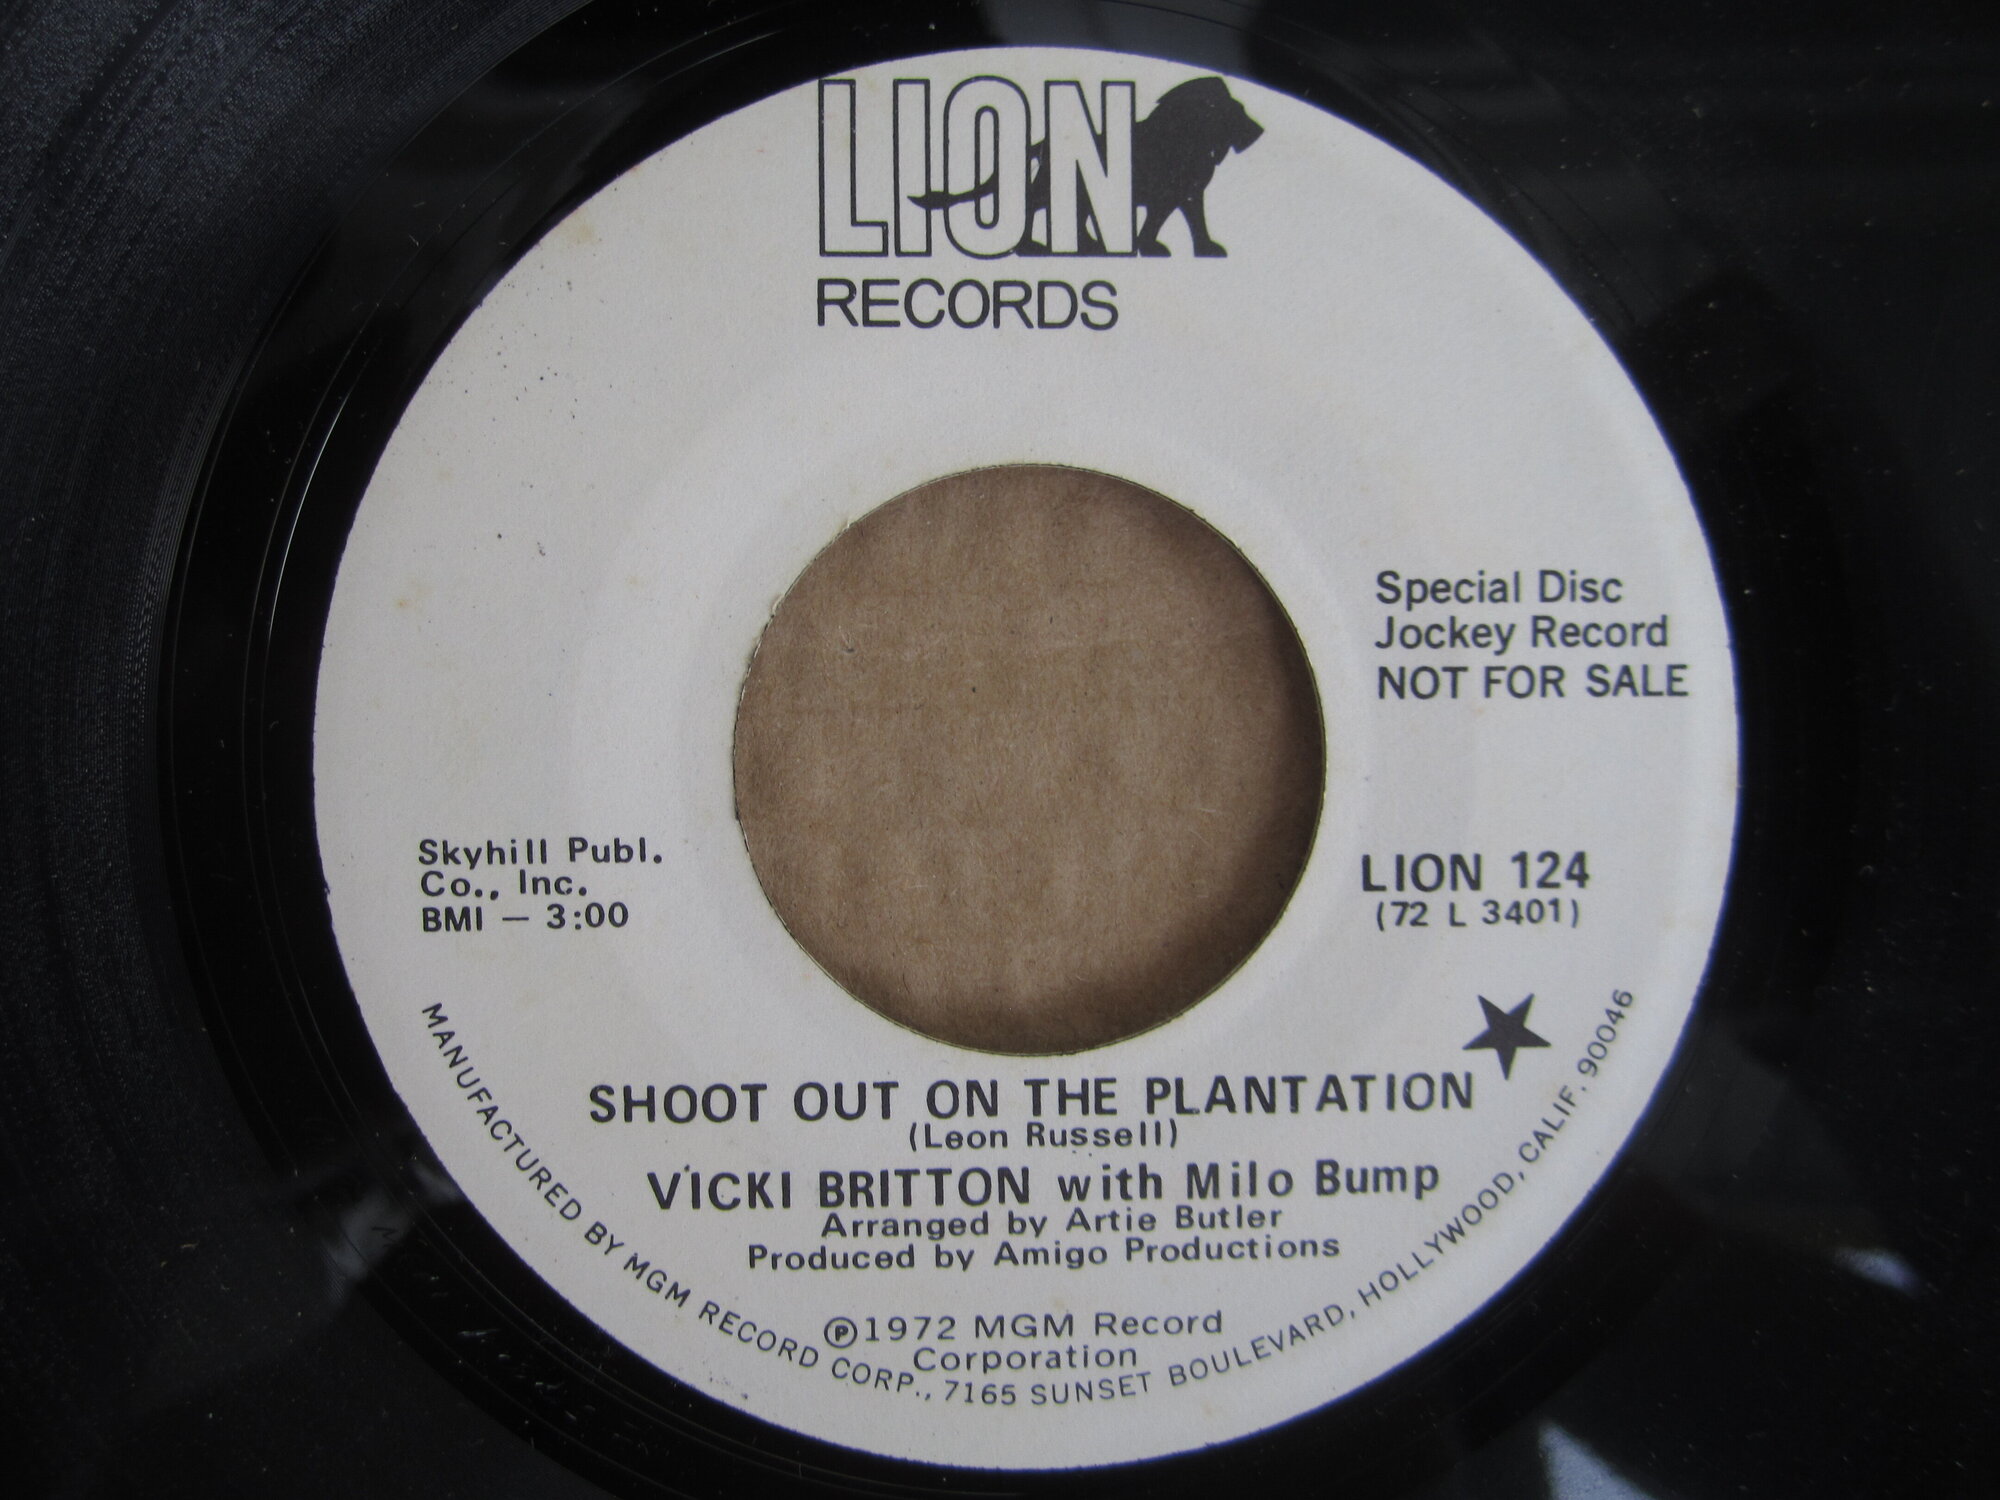 LION
RECORDS
Special Disc
Jockey Record
NOT FOR SALE
Skyhill Publ.
Co., Inc.
BMI — 3:00
LION 124
(72 L 3401)
SHOOT OUT ON THE PLANTATION
(Leon Russell)
VICKI BRITTON with Milo Bump
Arranged by Artie Butler
Produced by Amigo Productions
℗1972 MGM Record
Corporation
MANUFACTURED BY MGM RECORD CORP., 7165 SUNSET BOULEVARD, HOLLYWOOD, CALIF. 90046